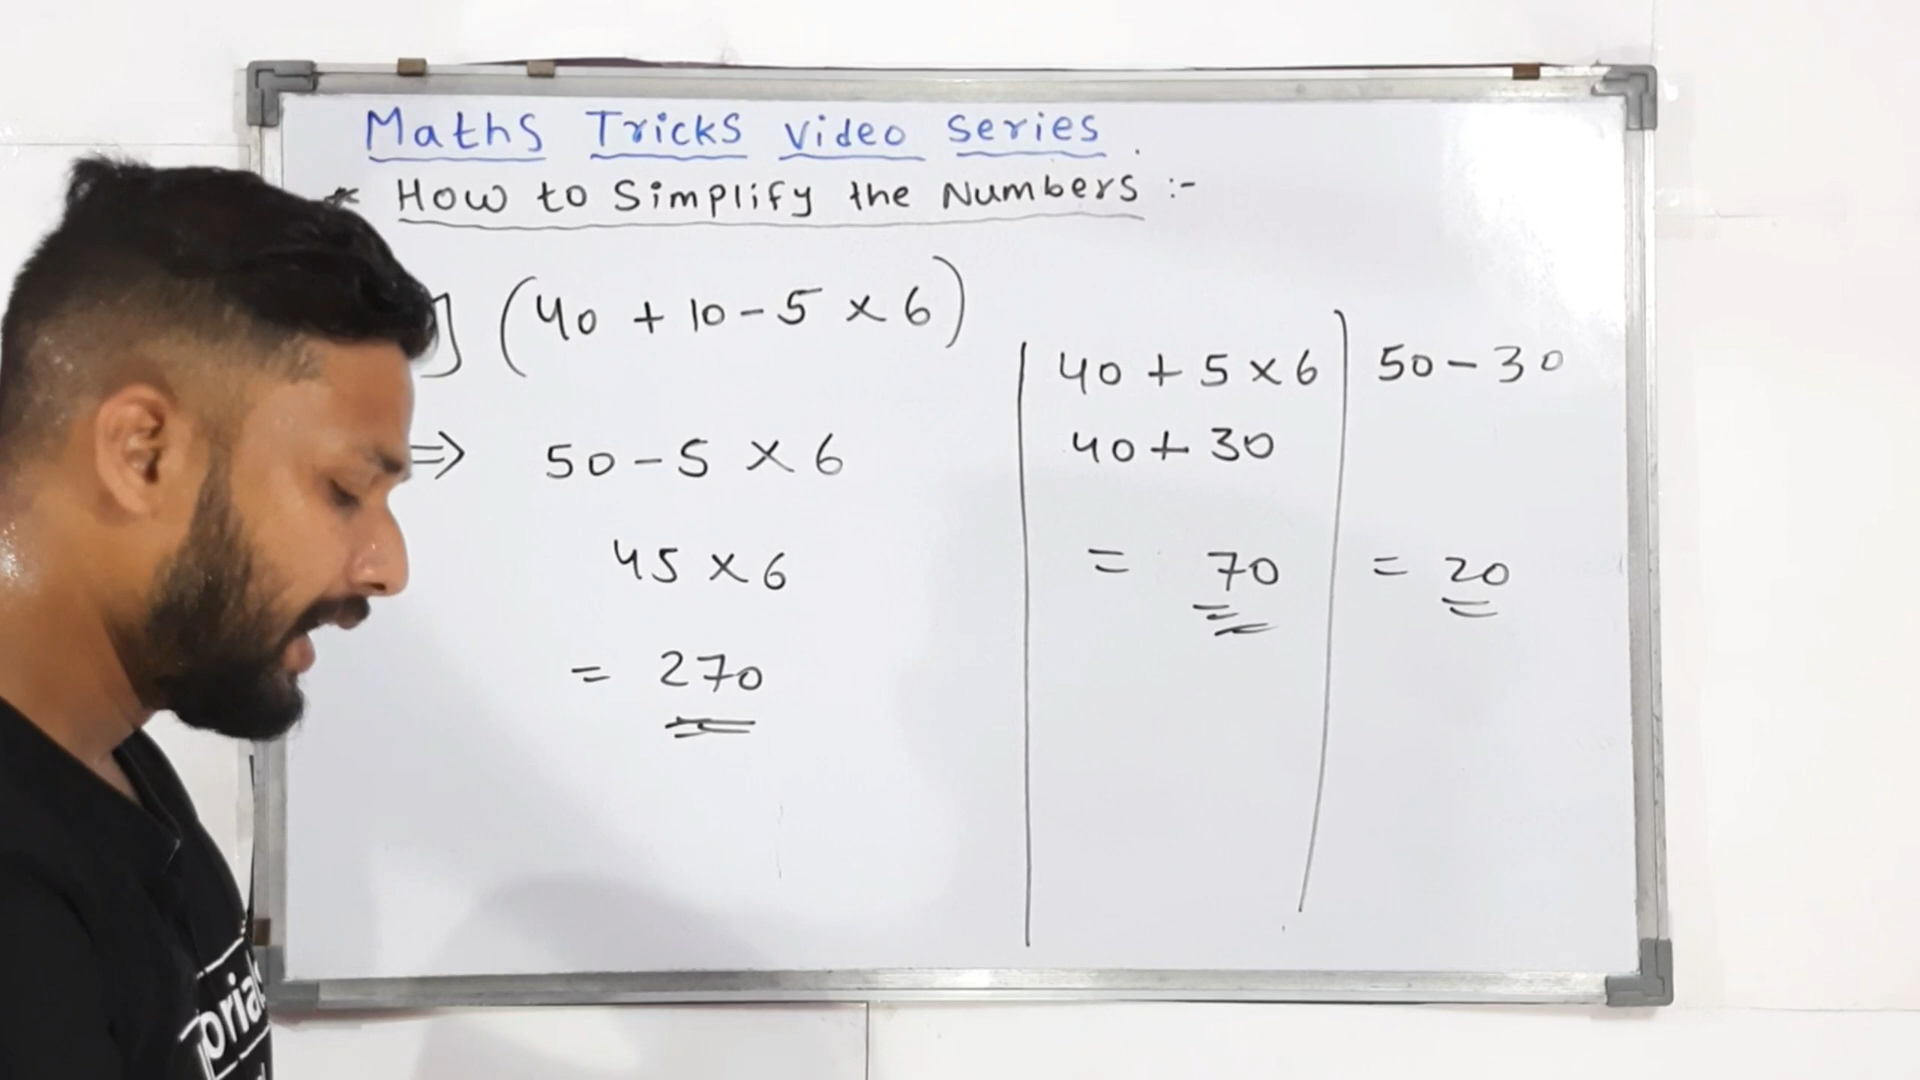 Maths Tricks Video Series.
* How to Simplify the Numbers :-
] (40 + 10 - 5 × 6)
⇒ 50 - 5 × 6
45 × 6
= 270
40 + 5 × 6
40 + 30
= 70
50 - 30
= 20